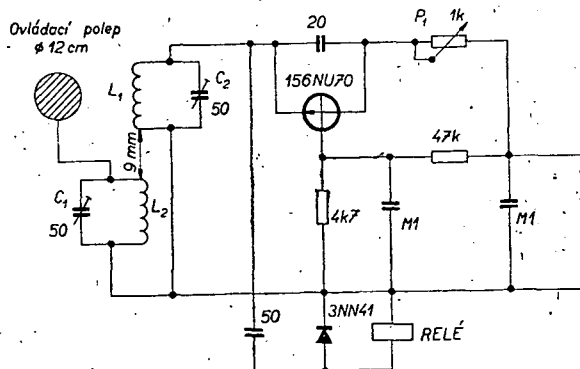 Ovládací polep
ϕ 12 cm
20
P₁
1k
L₁
C₂
50
156NU70
9 mm
47k
C₁
50
L₂
4k7
M1
M1
50
3NN41
RELÉ